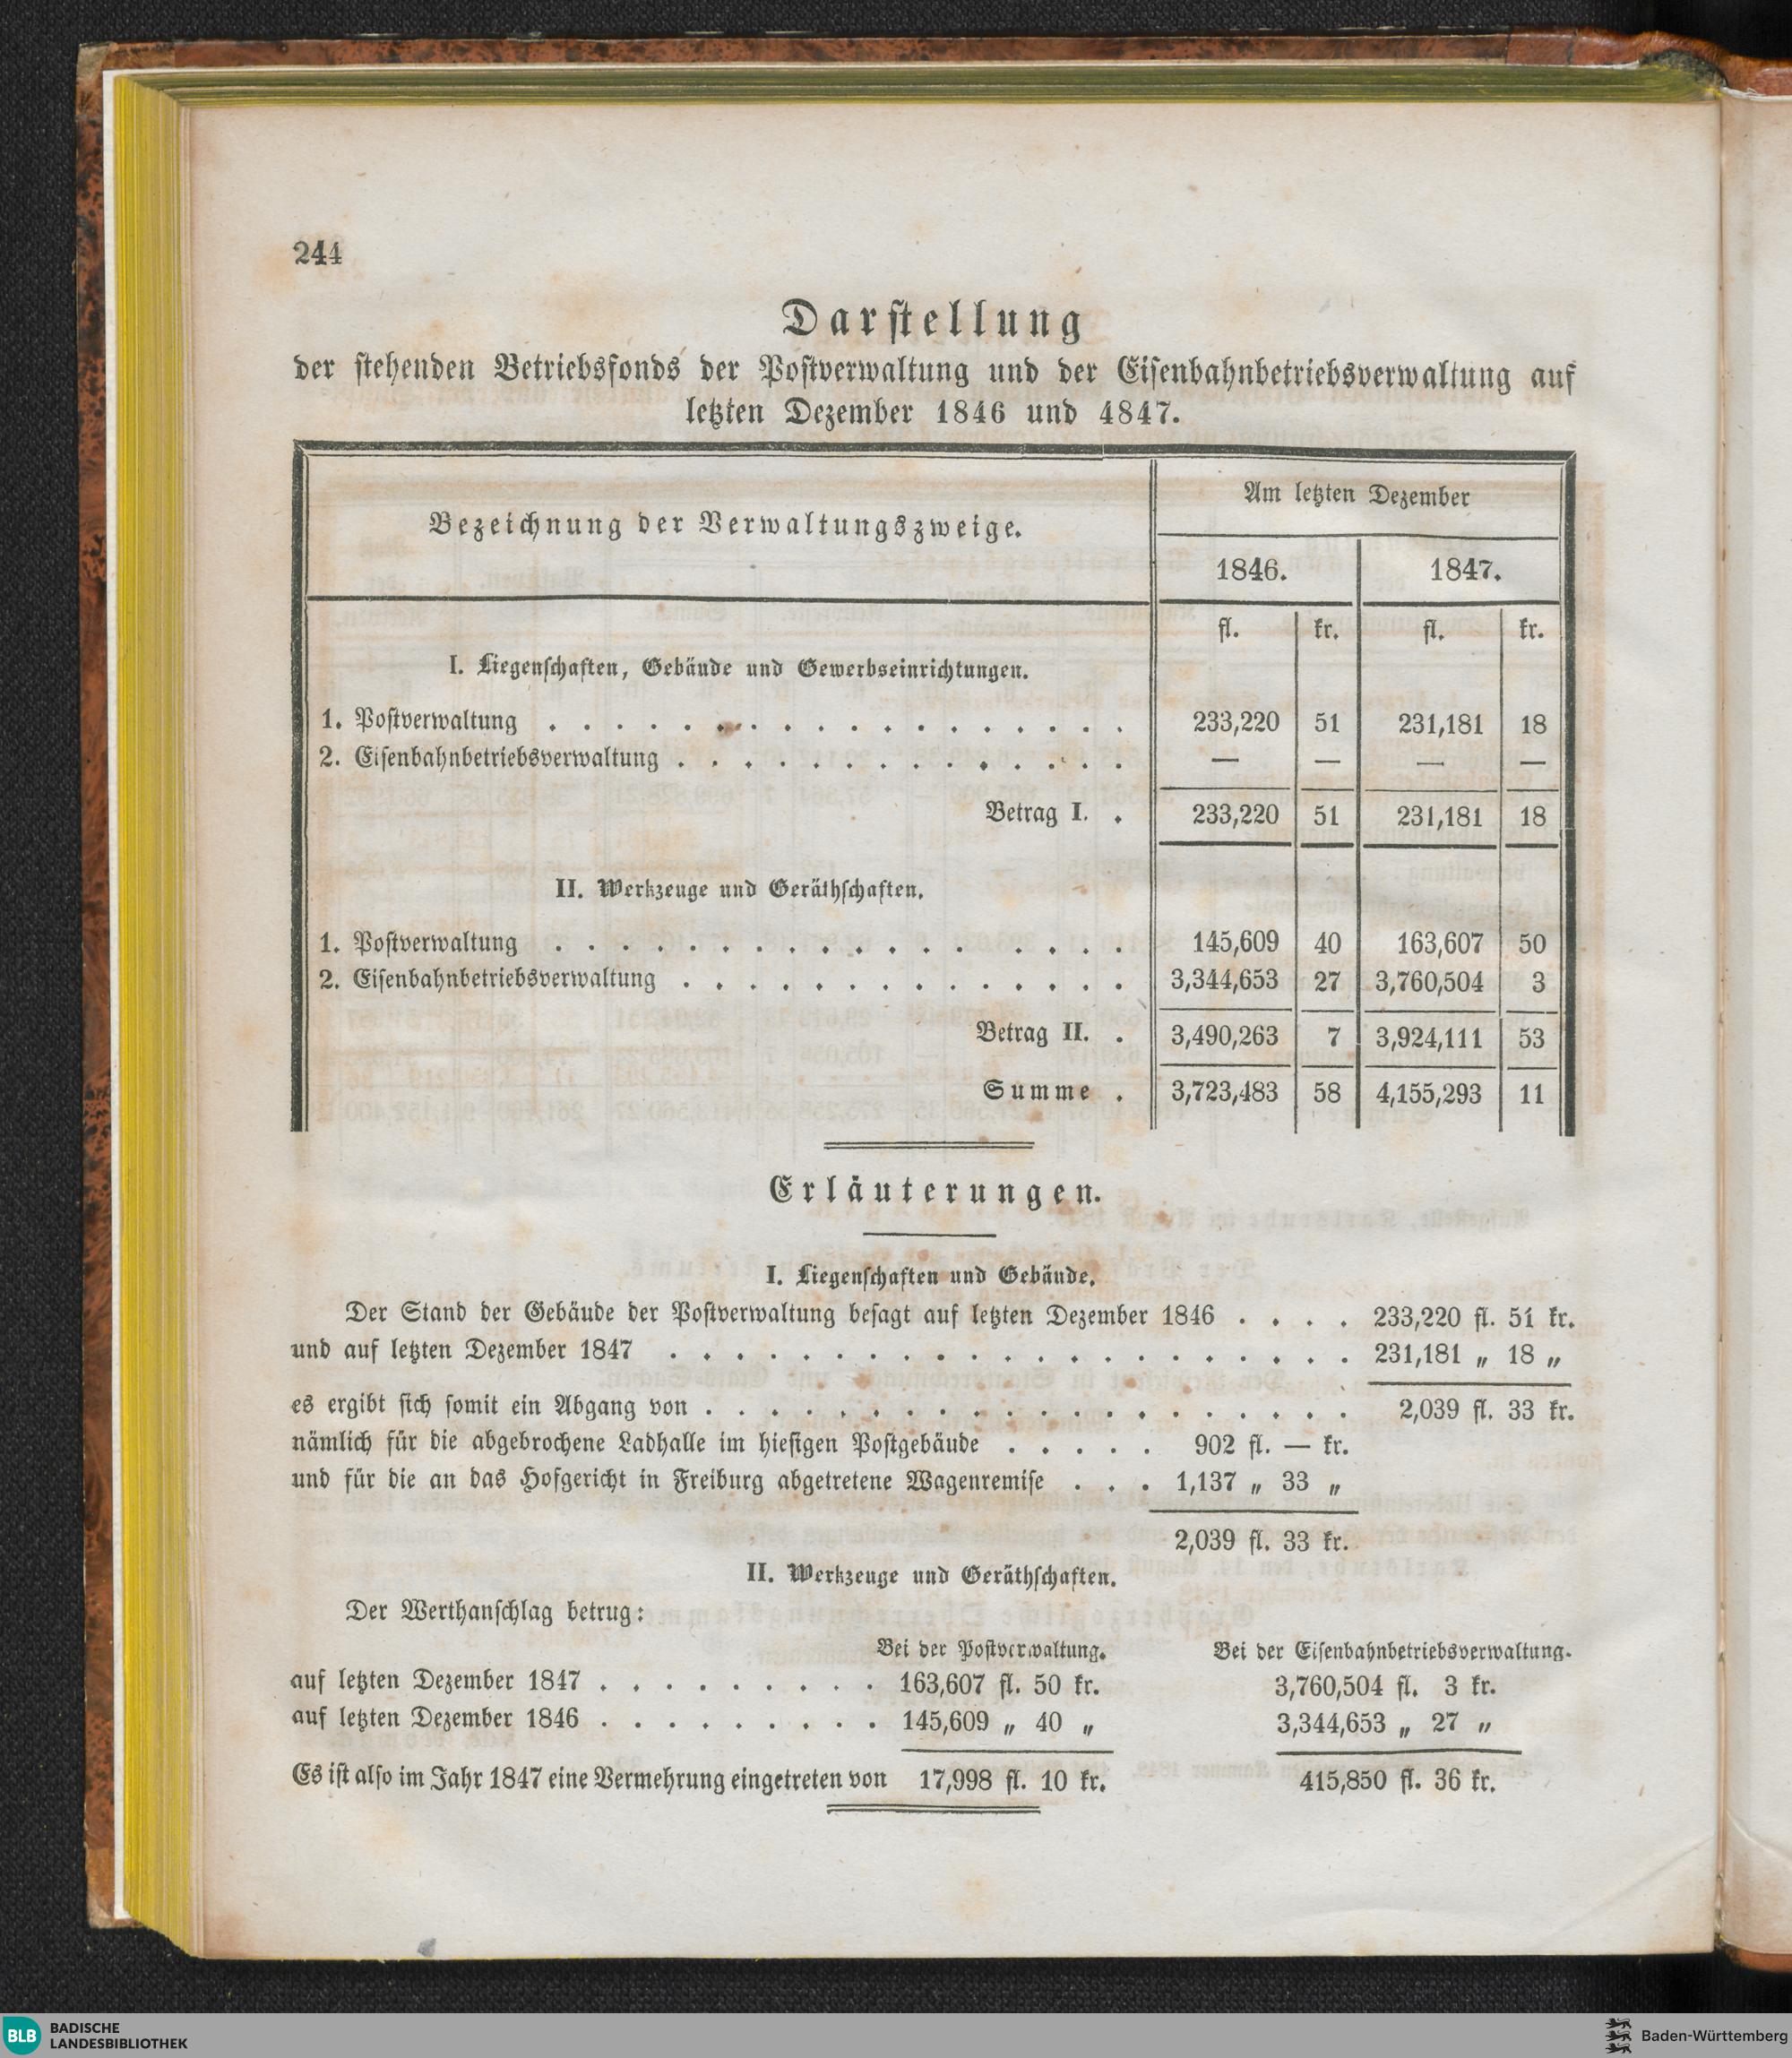 244
Darstellung
der stehenden Betriebsfonds der Postverwaltung und der Eisenbahnbetriebsverwaltung auf
letzten Dezember 1846 und 4847.
Bezeichnung der Verwaltungszweige.
Am letzten Dezember
1846. 1847.
fl. kr. fl. kr.
I. Liegenschaften, Gebäude und Gewerbseinrichtungen.
1. Postverwaltung . . . . . . . . . . . . . . . . . . 233,220 51 231,181 18
2. Eisenbahnbetriebsverwaltung . . . . . . . . . . . . . . — — — —
Betrag I. . 233,220 51 231,181 18
II. Werkzeuge und Geräthschaften.
1. Postverwaltung . . . . . . . . . . . . . . . . . 145,609 40 163,607 50
2. Eisenbahnbetriebsverwaltung . . . . . . . . . . . . . . 3,344,653 27 3,760,504 3
Betrag II. . 3,490,263 7 3,924,111 53
Summe . 3,723,483 58 4,155,293 11
Erläuterungen.
I. Liegenschaften und Gebäude.
Der Stand der Gebäude der Postverwaltung besagt auf letzten Dezember 1846 . . . . 233,220 fl. 51 kr.
und auf letzten Dezember 1847 . . . . . . . . . . . . . . . . . . . . . 231,181 „ 18 „
es ergibt sich somit ein Abgang von . . . . . . . . . . . . . . . . . . . . 2,039 fl. 33 kr.
nämlich für die abgebrochene Ladhalle im hiesigen Postgebäude . . . . . 902 fl. — kr.
und für die an das Hofgericht in Freiburg abgetretene Wagenremise . . . 1,137 „ 33 „
2,039 fl. 33 kr.
II. Werkzeuge und Geräthschaften.
Der Werthanschlag betrug:
Bei der Postverwaltung. Bei der Eisenbahnbetriebsverwaltung.
auf letzten Dezember 1847 . . . . . . . . . 163,607 fl. 50 kr. 3,760,504 fl. 3 kr.
auf letzten Dezember 1846 . . . . . . . . . 145,609 „ 40 „ 3,344,653 „ 27 „
Es ist also im Jahr 1847 eine Vermehrung eingetreten von 17,998 fl. 10 kr. 415,850 fl. 36 kr.
BLB BADISCHE
LANDESBIBLIOTHEK
Baden-Württemberg